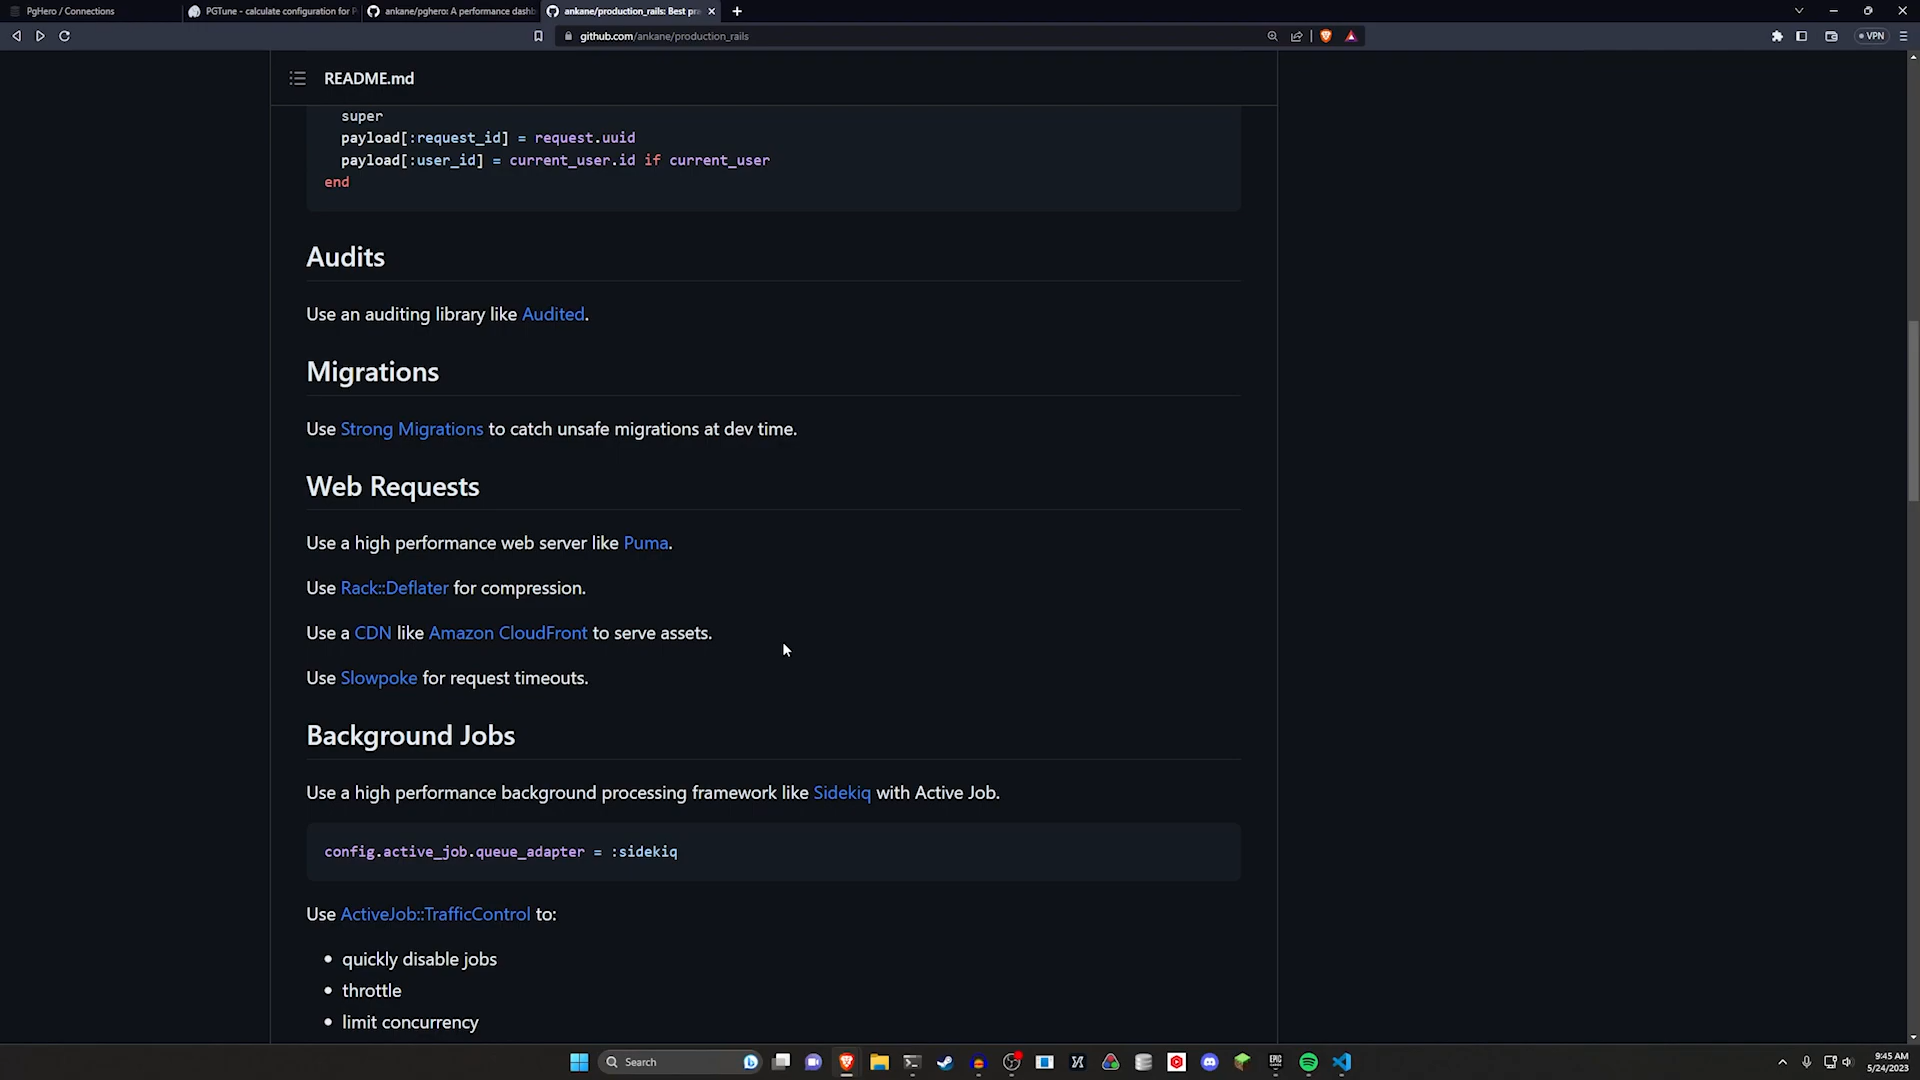 PgHero / Connections
PGTune - calculate configuration for P
ankane/pghero: A performance dashb
ankane/production_rails: Best pr
github.com/ankane/production_rails
VPN
README.md
super
payload[:request_id] = request.uuid
payload[:user_id] = current_user.id if current_user
end
Audits
Use an auditing library like Audited.
Migrations
Use Strong Migrations to catch unsafe migrations at dev time.
Web Requests
Use a high performance web server like Puma.
Use Rack::Deflater for compression.
Use a CDN like Amazon CloudFront to serve assets.
Use Slowpoke for request timeouts.
Background Jobs
Use a high performance background processing framework like Sidekiq with Active Job.
config.active_job.queue_adapter = :sidekiq
Use ActiveJob::TrafficControl to:
• quickly disable jobs
• throttle
• limit concurrency
Search
EPIC
9:45 AM
5/24/2023